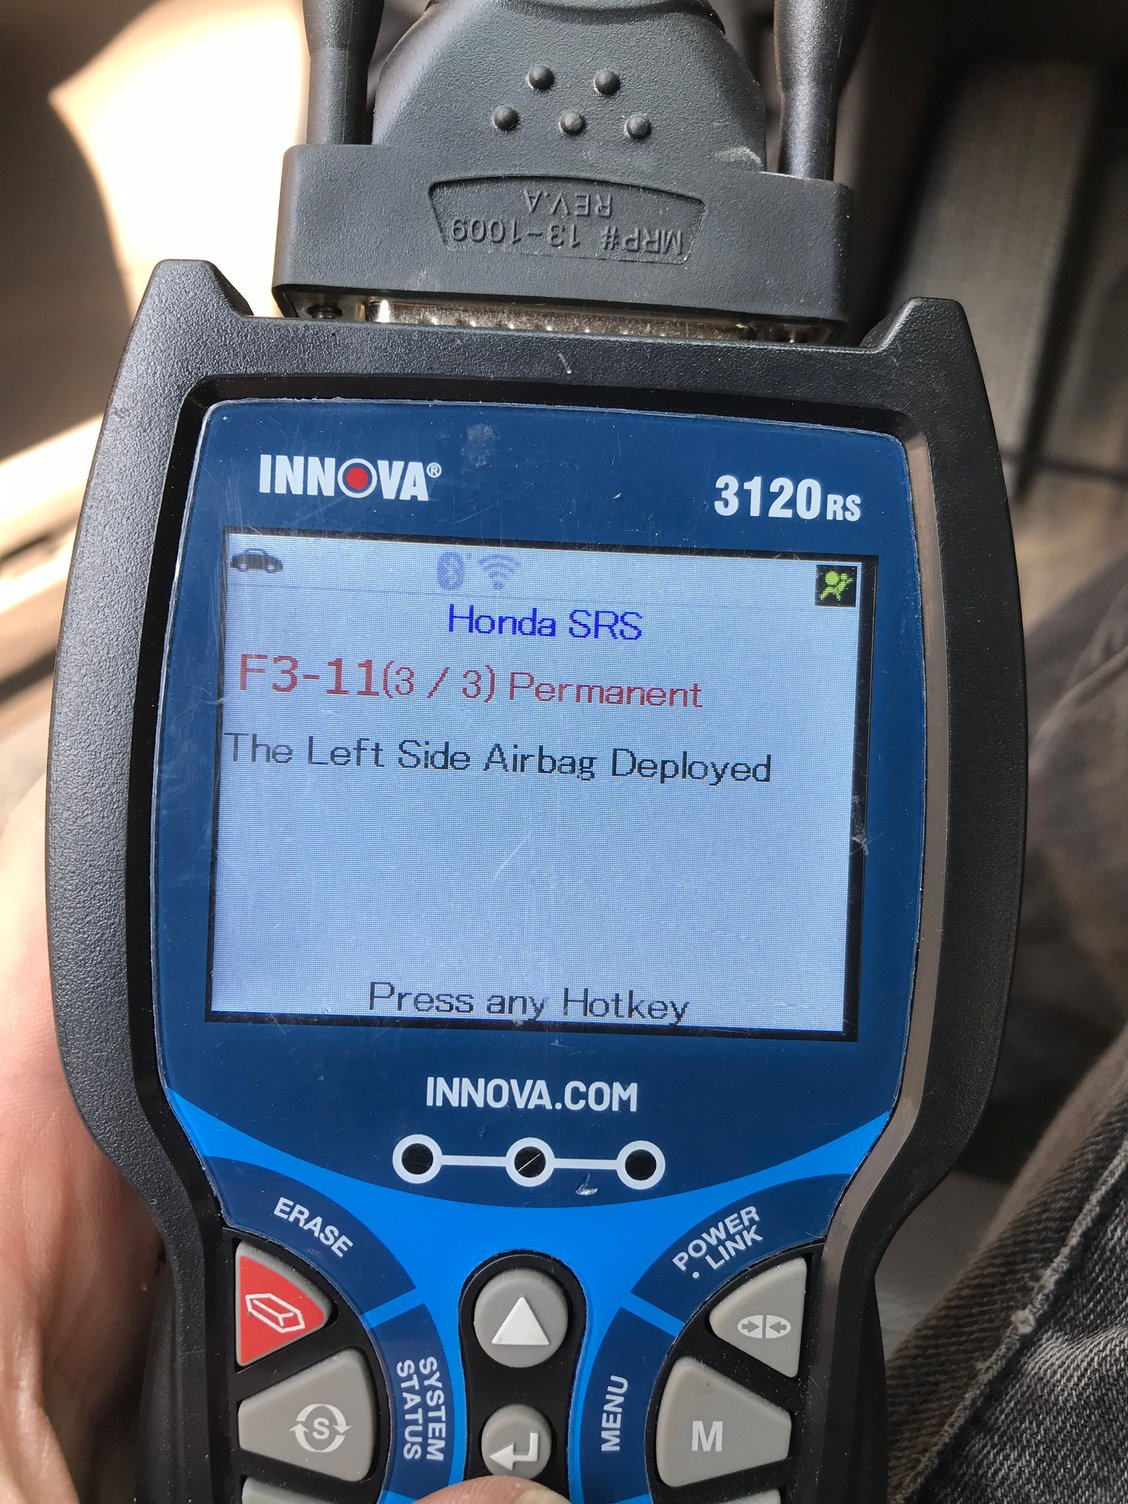 MRP# 13-1009
REV.A
INNOVA®
3120RS
Honda SRS
F3-11(3 / 3) Permanent
The Left Side Airbag Deployed
Press any Hotkey
INNOVA.COM
ERASE
POWER
• LINK
SYSTEM
STATUS
MENU
S
M